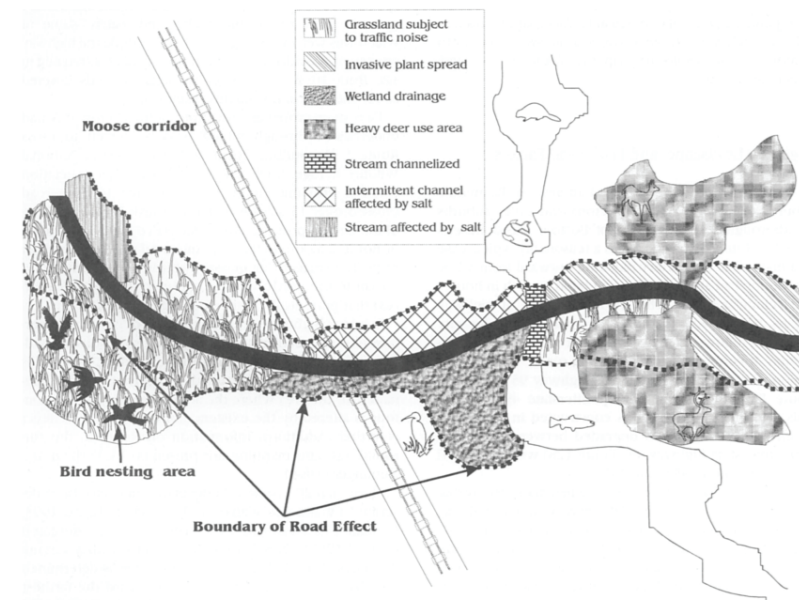 Grassland subject
to traffic noise
Invasive plant spread
Wetland drainage
Heavy deer use area
Stream channelized
Intermittent channel
affected by salt
Stream affected by salt
Moose corridor
Bird nesting area
Boundary of Road Effect